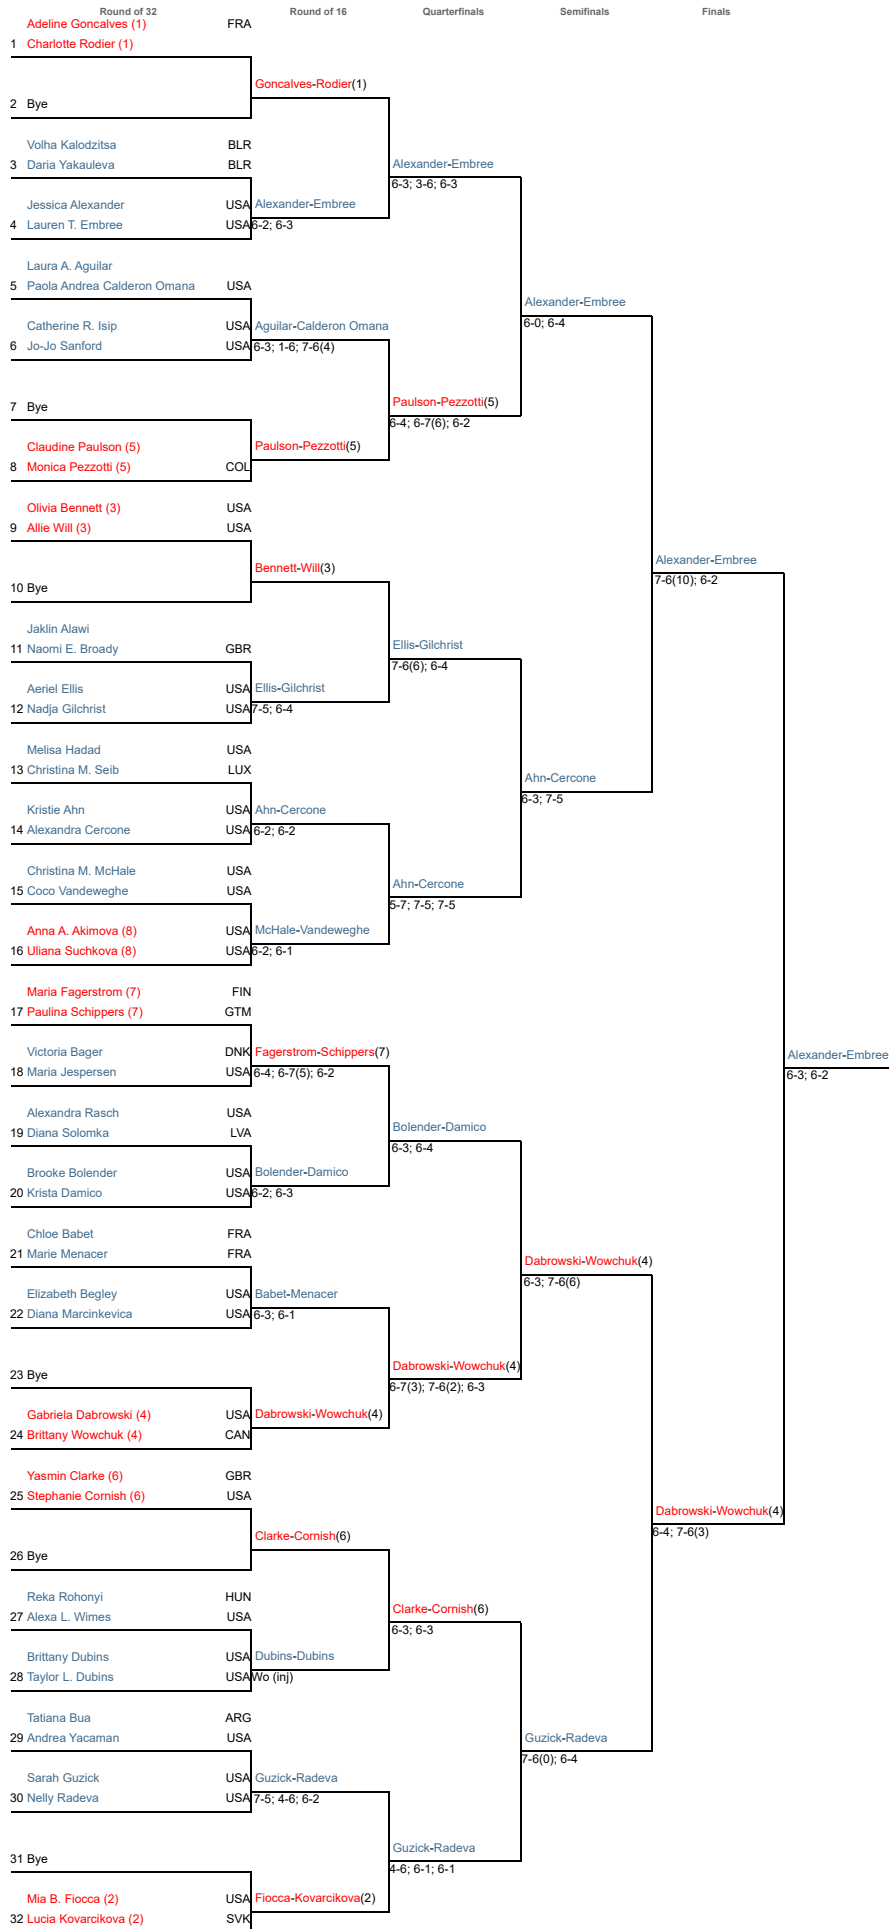 Round of 32 Round of 16 Quarterfinals Semifinals Finals
Adeline Goncalves (1) FRA
1 Charlotte Rodier (1)
Goncalves-Rodier(1)
2 Bye
Volha Kalodzitsa BLR
3 Daria Yakauleva BLR
Alexander-Embree
6-3; 3-6; 6-3
Jessica Alexander USA Alexander-Embree
4 Lauren T. Embree USA 6-2; 6-3
Laura A. Aguilar
5 Paola Andrea Calderon Omana USA
Alexander-Embree
6-0; 6-4
Catherine R. Isip USA Aguilar-Calderon Omana
6 Jo-Jo Sanford USA 6-3; 1-6; 7-6(4)
7 Bye
Paulson-Pezzotti(5)
6-4; 6-7(6); 6-2
Claudine Paulson (5) Paulson-Pezzotti(5)
8 Monica Pezzotti (5) COL
Olivia Bennett (3) USA
9 Allie Will (3) USA
Alexander-Embree
7-6(10); 6-2
Bennett-Will(3)
10 Bye
Jaklin Alawi
11 Naomi E. Broady GBR
Ellis-Gilchrist
7-6(6); 6-4
Aeriel Ellis USA Ellis-Gilchrist
12 Nadja Gilchrist USA 7-5; 6-4
Melisa Hadad USA
13 Christina M. Seib LUX
Ahn-Cercone
6-3; 7-5
Kristie Ahn USA Ahn-Cercone
14 Alexandra Cercone USA 6-2; 6-2
Christina M. McHale USA
15 Coco Vandeweghe USA
Ahn-Cercone
5-7; 7-5; 7-5
Anna A. Akimova (8) USA McHale-Vandeweghe
16 Uliana Suchkova (8) USA 6-2; 6-1
Maria Fagerstrom (7) FIN
17 Paulina Schippers (7) GTM
Victoria Bager DNK Fagerstrom-Schippers(7)
18 Maria Jespersen USA 6-4; 6-7(5); 6-2
Alexander-Embree
6-3; 6-2
Alexandra Rasch USA
19 Diana Solomka LVA
Bolender-Damico
6-3; 6-4
Brooke Bolender USA Bolender-Damico
20 Krista Damico USA 6-2; 6-3
Chloe Babet FRA
21 Marie Menacer FRA
Dabrowski-Wowchuk(4)
6-3; 7-6(6)
Elizabeth Begley USA Babet-Menacer
22 Diana Marcinkevica USA 6-3; 6-1
23 Bye
Dabrowski-Wowchuk(4)
6-7(3); 7-6(2); 6-3
Gabriela Dabrowski (4) USA Dabrowski-Wowchuk(4)
24 Brittany Wowchuk (4) CAN
Yasmin Clarke (6) GBR
25 Stephanie Cornish (6) USA
Dabrowski-Wowchuk(4)
6-4; 7-6(3)
Clarke-Cornish(6)
26 Bye
Reka Rohonyi HUN
27 Alexa L. Wimes USA
Clarke-Cornish(6)
6-3; 6-3
Brittany Dubins USA Dubins-Dubins
28 Taylor L. Dubins USA Wo (inj)
Tatiana Bua ARG
29 Andrea Yacaman USA
Guzick-Radeva
7-6(0); 6-4
Sarah Guzick USA Guzick-Radeva
30 Nelly Radeva USA 7-5; 4-6; 6-2
31 Bye
Guzick-Radeva
4-6; 6-1; 6-1
Mia B. Fiocca (2) USA Fiocca-Kovarcikova(2)
32 Lucia Kovarcikova (2) SVK